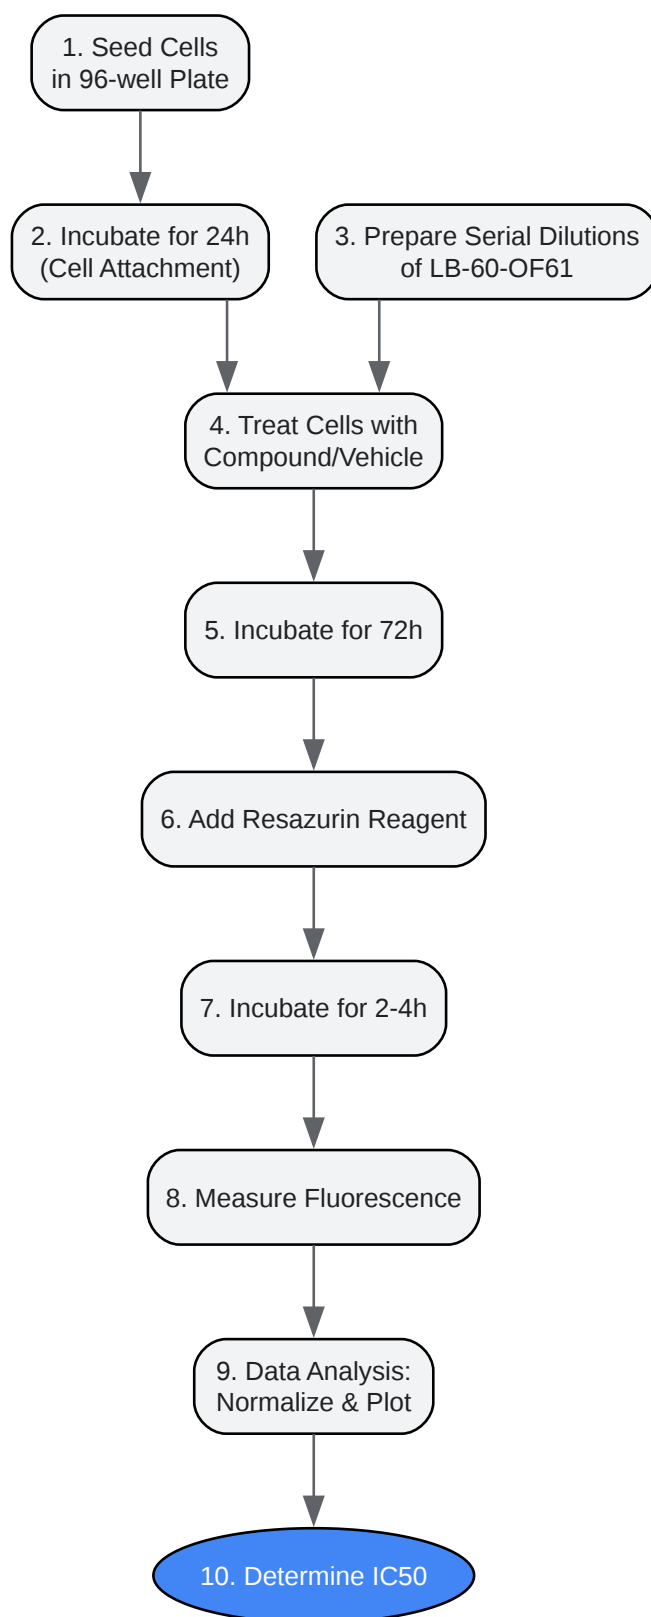 1. Seed Cells
in 96-well Plate
2. Incubate for 24h
(Cell Attachment)
3. Prepare Serial Dilutions
of LB-60-OF61
4. Treat Cells with
Compound/Vehicle
5. Incubate for 72h
6. Add Resazurin Reagent
7. Incubate for 2-4h
8. Measure Fluorescence
9. Data Analysis:
Normalize & Plot
10. Determine IC50